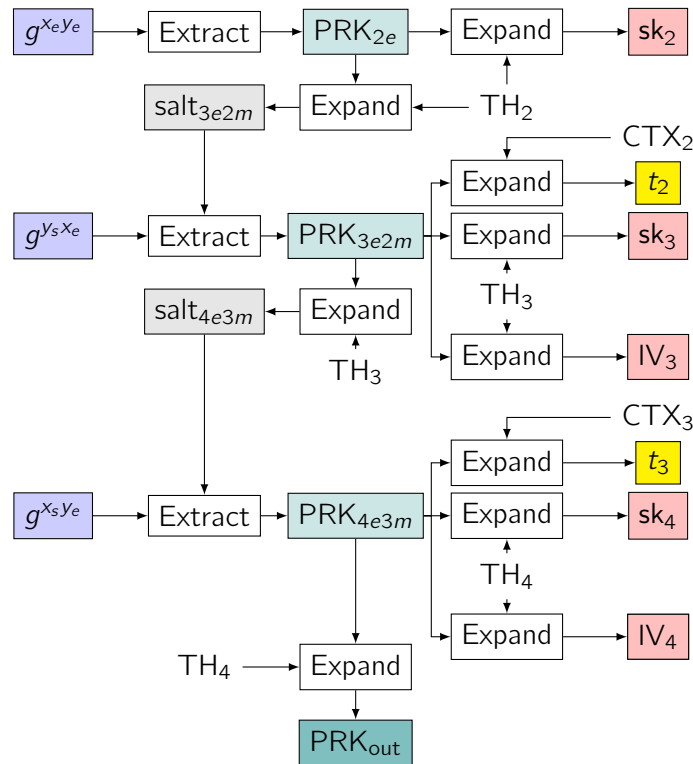 g^{x_e y_e} Extract PRK_{2e} Expand sk_2
salt_{3e2m} Expand TH_2
CTX_2
Expand t_2
g^{y_s x_e} Extract PRK_{3e2m} Expand sk_3
salt_{4e3m} Expand TH_3
TH_3 Expand IV_3
CTX_3
Expand t_3
g^{x_s y_e} Extract PRK_{4e3m} Expand sk_4
TH_4
Expand IV_4
TH_4 Expand
PRK_{out}